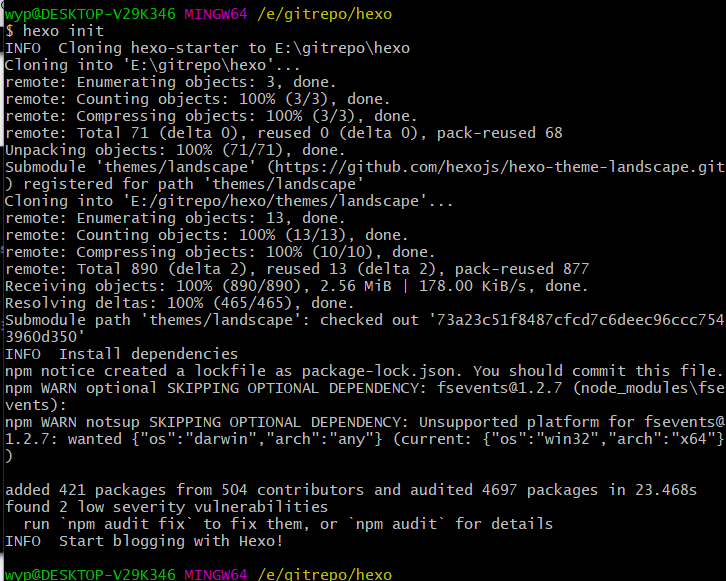 wyp@DESKTOP-V29K346 MINGW64 /e/gitrepo/hexo
$ hexo init
INFO  Cloning hexo-starter to E:\gitrepo\hexo
Cloning into 'E:\gitrepo\hexo'...
remote: Enumerating objects: 3, done.
remote: Counting objects: 100% (3/3), done.
remote: Compressing objects: 100% (3/3), done.
remote: Total 71 (delta 0), reused 0 (delta 0), pack-reused 68
Unpacking objects: 100% (71/71), done.
Submodule 'themes/landscape' (https://github.com/hexojs/hexo-theme-landscape.git
) registered for path 'themes/landscape'
Cloning into 'E:/gitrepo/hexo/themes/landscape'...
remote: Enumerating objects: 13, done.
remote: Counting objects: 100% (13/13), done.
remote: Compressing objects: 100% (10/10), done.
remote: Total 890 (delta 2), reused 13 (delta 2), pack-reused 877
Receiving objects: 100% (890/890), 2.56 MiB | 178.00 KiB/s, done.
Resolving deltas: 100% (465/465), done.
Submodule path 'themes/landscape': checked out '73a23c51f8487cfcd7c6deec96ccc754
3960d350'
INFO  Install dependencies
npm notice created a lockfile as package-lock.json. You should commit this file.
npm WARN optional SKIPPING OPTIONAL DEPENDENCY: fsevents@1.2.7 (node_modules\fse
vents):
npm WARN notsup SKIPPING OPTIONAL DEPENDENCY: Unsupported platform for fsevents@
1.2.7: wanted {"os":"darwin","arch":"any"} (current: {"os":"win32","arch":"x64"}
)
added 421 packages from 504 contributors and audited 4697 packages in 23.468s
found 2 low severity vulnerabilities
  run `npm audit fix` to fix them, or `npm audit` for details
INFO  Start blogging with Hexo!
wyp@DESKTOP-V29K346 MINGW64 /e/gitrepo/hexo